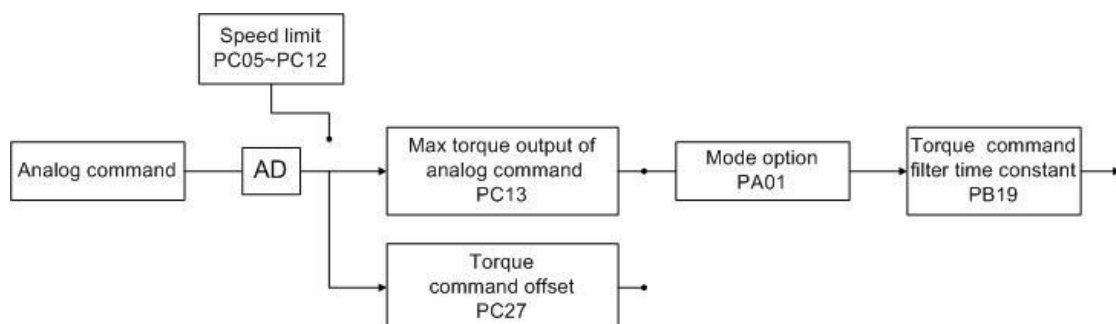 Speed limit
PC05~PC12
Analog command
AD
Max torque output of
analog command
PC13
Mode option
PA01
Torque command
filter time constant
PB19
Torque
command offset
PC27